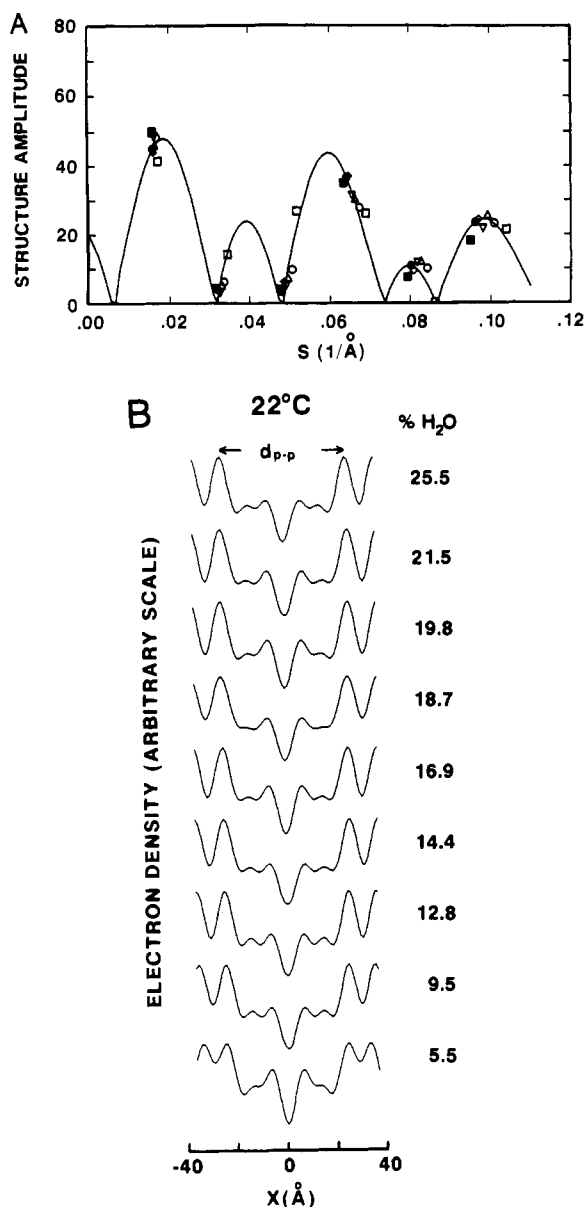 A
STRUCTURE AMPLITUDE
80
60
40
20
0
.00 .02 .04 .06 .08 .10 .12
S (1/Å)
B
22°C
% H₂O
d p-p
25.5
21.5
19.8
18.7
16.9
14.4
12.8
9.5
5.5
ELECTRON DENSITY (ARBITRARY SCALE)
-40 0 40
X(Å)